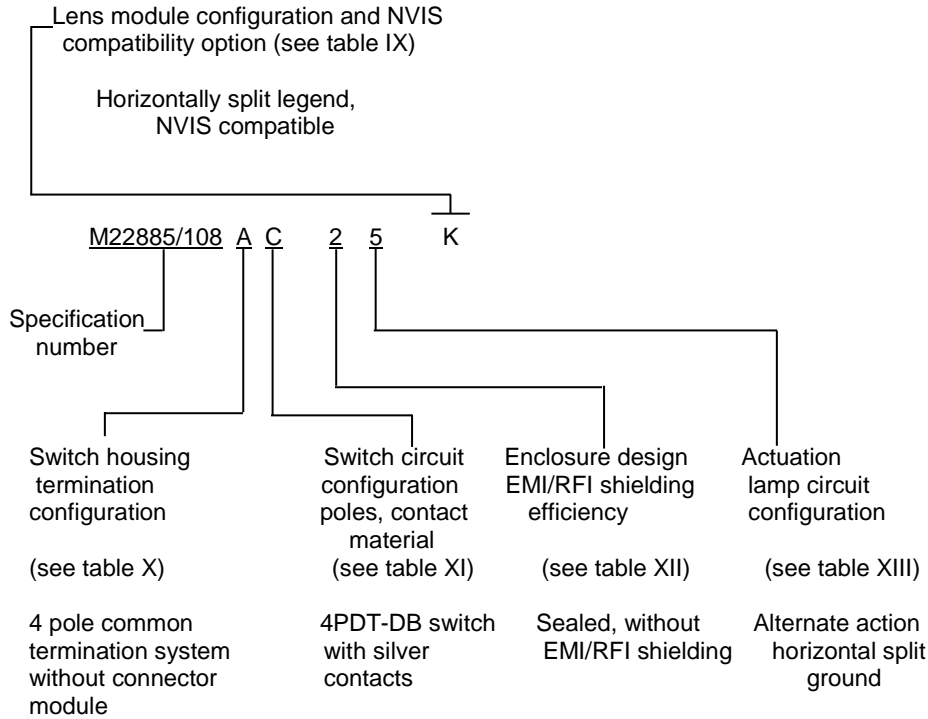 Lens module configuration and NVIS
compatibility option (see table IX)
Horizontally split legend,
NVIS compatible
M22885/108 A C 2 5 K
Specification
number
Switch housing
termination
configuration
(see table X)
4 pole common
termination system
without connector
module
Switch circuit
configuration
poles, contact
material
(see table XI)
4PDT-DB switch
with silver
contacts
Enclosure design
EMI/RFI shielding
efficiency
(see table XII)
Sealed, without
EMI/RFI shielding
Actuation
lamp circuit
configuration
(see table XIII)
Alternate action
horizontal split
ground